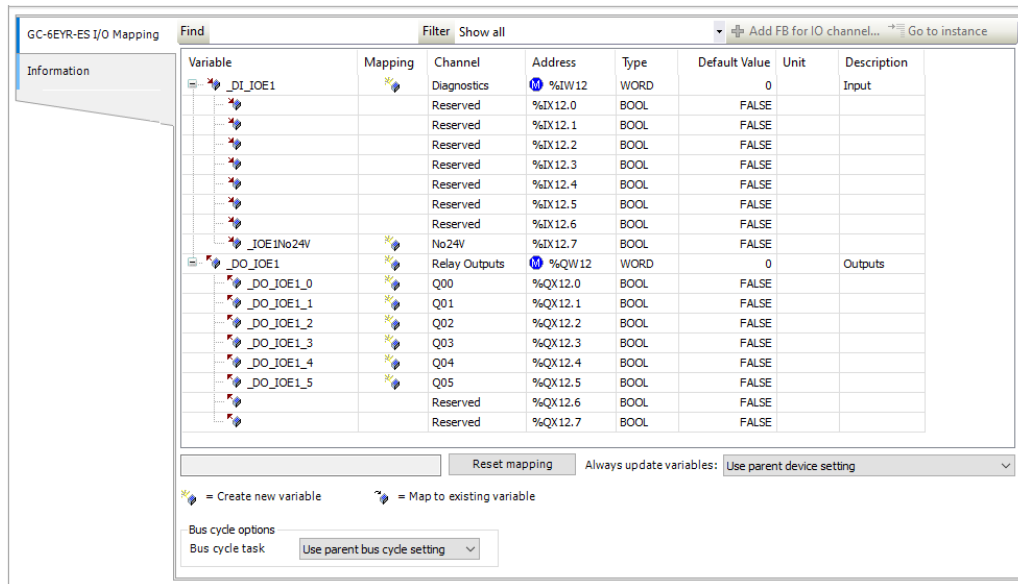 GC-6EYR-ES I/O Mapping
Information
Find Filter Show all Add FB for IO channel... Go to instance
Variable Mapping Channel Address Type Default Value Unit Description
_DI_IOE1 Diagnostics %IW12 WORD 0 Input
Reserved %IX12.0 BOOL FALSE
Reserved %IX12.1 BOOL FALSE
Reserved %IX12.2 BOOL FALSE
Reserved %IX12.3 BOOL FALSE
Reserved %IX12.4 BOOL FALSE
Reserved %IX12.5 BOOL FALSE
Reserved %IX12.6 BOOL FALSE
_IOE1No24V No24V %IX12.7 BOOL FALSE
_DO_IOE1 Relay Outputs %QW12 WORD 0 Outputs
_DO_IOE1_0 Q00 %QX12.0 BOOL FALSE
_DO_IOE1_1 Q01 %QX12.1 BOOL FALSE
_DO_IOE1_2 Q02 %QX12.2 BOOL FALSE
_DO_IOE1_3 Q03 %QX12.3 BOOL FALSE
_DO_IOE1_4 Q04 %QX12.4 BOOL FALSE
_DO_IOE1_5 Q05 %QX12.5 BOOL FALSE
Reserved %QX12.6 BOOL FALSE
Reserved %QX12.7 BOOL FALSE
Reset mapping Always update variables: Use parent device setting
= Create new variable = Map to existing variable
Bus cycle options
Bus cycle task Use parent bus cycle setting